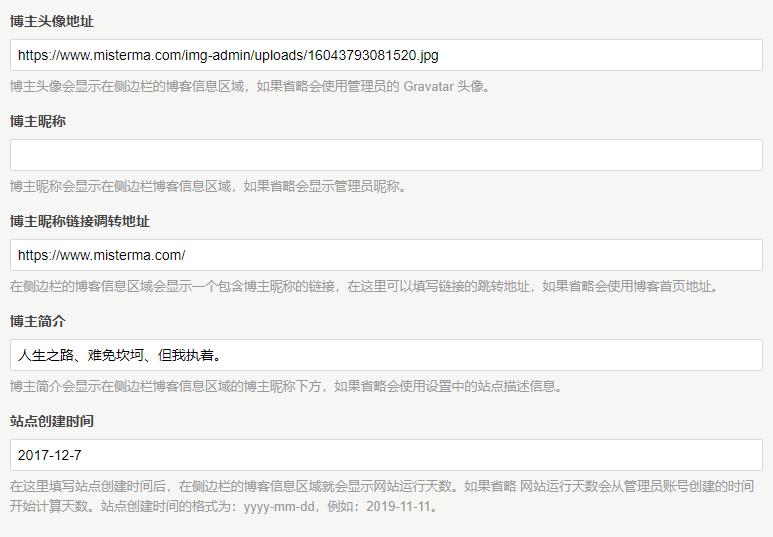 博主头像地址
https://www.misterma.com/img-admin/uploads/16043793081520.jpg
博主头像会显示在侧边栏的博客信息区域，如果省略会使用管理员的 Gravatar 头像。
博主昵称
博主昵称会显示在侧边栏博客信息区域，如果省略会显示管理员昵称。
博主昵称链接调转地址
https://www.misterma.com/
在侧边栏的博客信息区域会显示一个包含博主昵称的链接，在这里可以填写链接的跳转地址，如果省略会使用博客首页地址。
博主简介
人生之路、难免坎坷、但我执着。
博主简介会显示在侧边栏博客信息区域的博主昵称下方，如果省略会使用设置中的站点描述信息。
站点创建时间
2017-12-7
在这里填写站点创建时间后，在侧边栏的博客信息区域就会显示网站运行天数。如果省略 网站运行天数会从管理员账号创建的时间
开始计算天数。站点创建时间的格式为：yyyy-mm-dd，例如：2019-11-11。